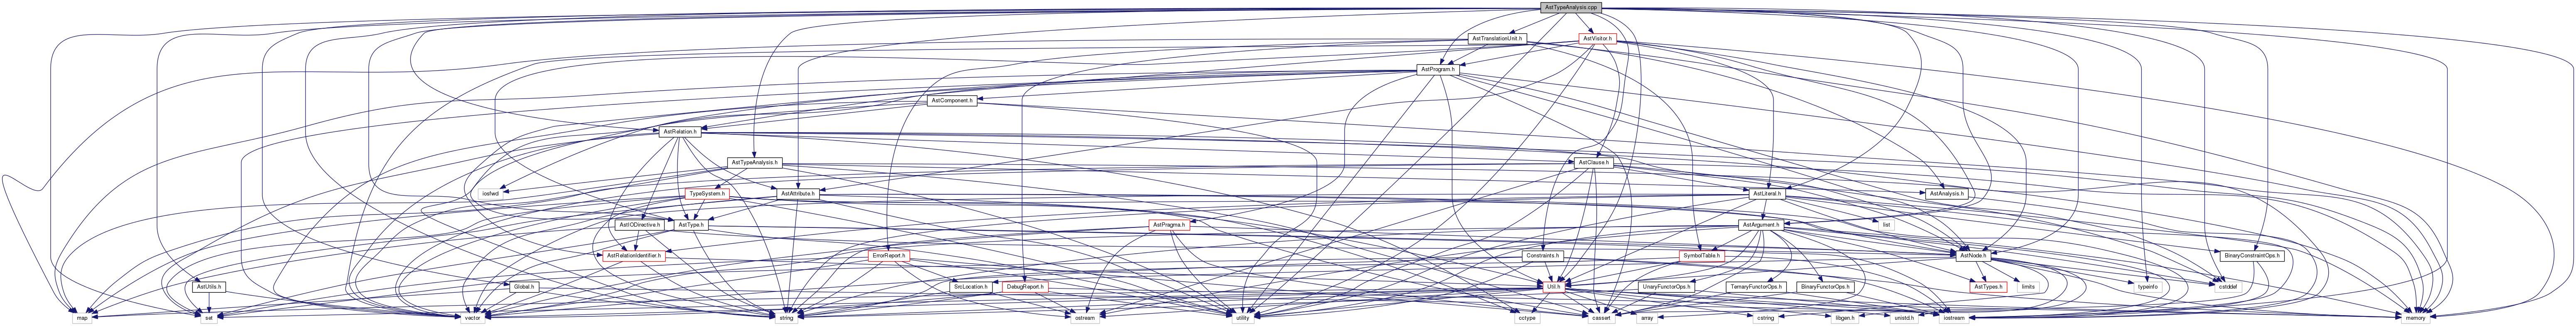 AstTypeAnalysis.cpp
AstTranslationUnit.h
AstVisitor.h
AstProgram.h
AstComponent.h
AstRelation.h
AstTypeAnalysis.h
AstClause.h
iosfwd
TypeSystem.h
AstAttribute.h
AstLiteral.h
AstAnalysis.h
AstIODirective.h
AstType.h
AstPragma.h
AstArgument.h
list
AstRelationIdentifier.h
ErrorReport.h
Constraints.h
SymbolTable.h
AstNode.h
BinaryConstraintOps.h
AstUtils.h
Global.h
SrcLocation.h
DebugReport.h
Util.h
UnaryFunctorOps.h
TernaryFunctorOps.h
BinaryFunctorOps.h
AstTypes.h
limits
typeinfo
cstddef
map
set
vector
string
ostream
utility
cctype
cassert
array
cstring
libgen.h
unistd.h
iostream
memory